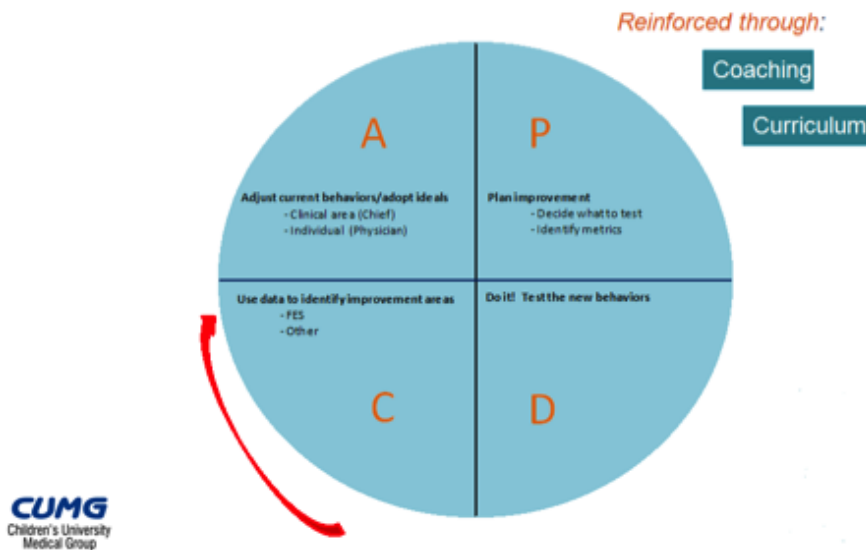 Reinforced through:
Coaching
Curriculum
A
P
Adjust current behaviors/adopt ideals
- Clinical area (Chief)
- Individual (Physician)
Plan improvement
- Decide what to test
- Identify metrics
Use data to identify improvement areas
- FES
- Other
Do it! Test the new behaviors
C
D
CUMG
Children's University
Medical Group